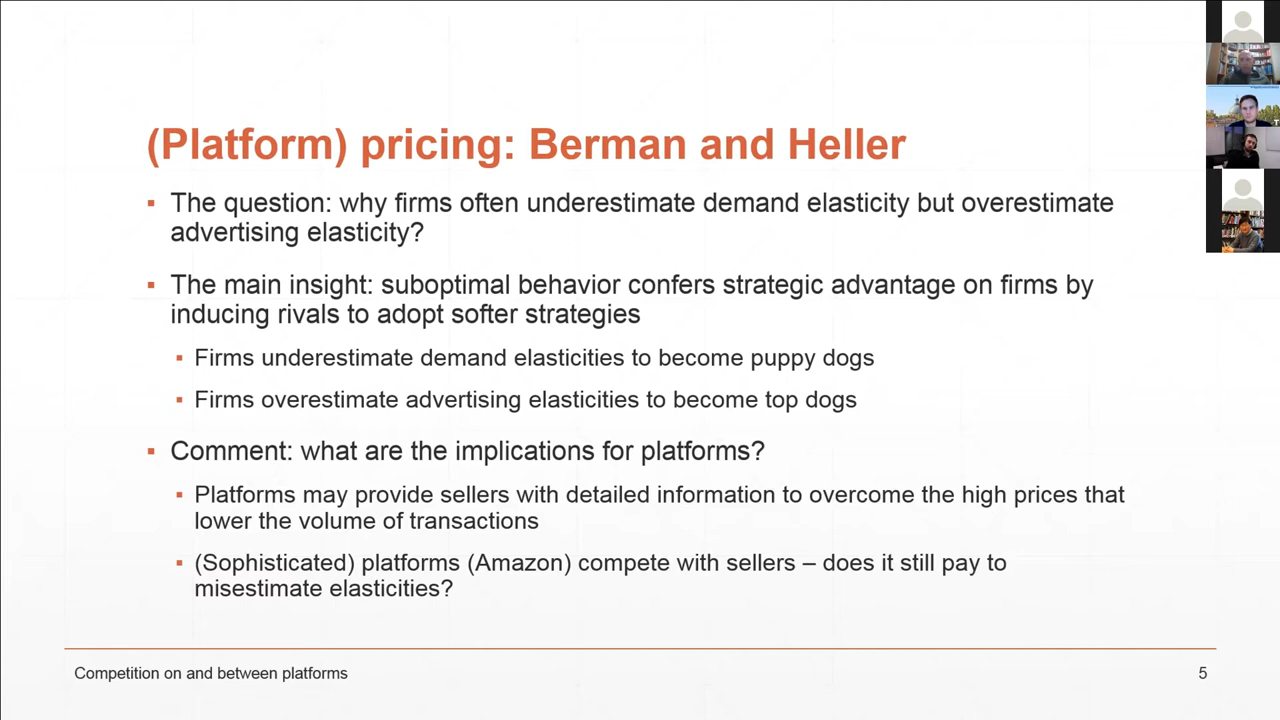 (Platform) pricing: Berman and Heller
The question: why firms often underestimate demand elasticity but overestimate
advertising elasticity?
The main insight: suboptimal behavior confers strategic advantage on firms by
inducing rivals to adopt softer strategies
Firms underestimate demand elasticities to become puppy dogs
Firms overestimate advertising elasticities to become top dogs
Comment: what are the implications for platforms?
Platforms may provide sellers with detailed information to overcome the high prices that
lower the volume of transactions
(Sophisticated) platforms (Amazon) compete with sellers – does it still pay to
misestimate elasticities?
Competition on and between platforms
5